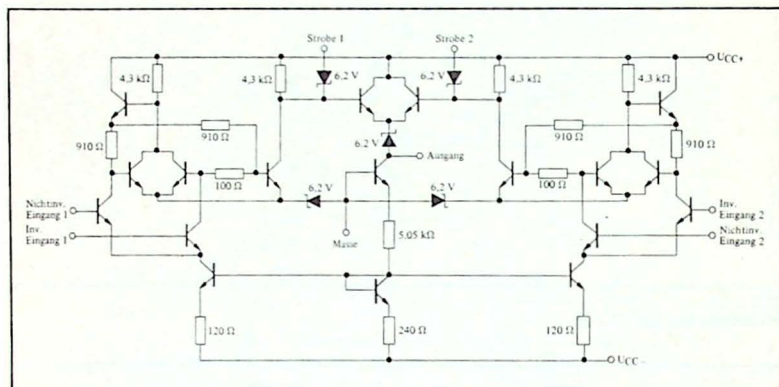 Strobe 1
Strobe 2
UCC+
4,3 kΩ
4,3 kΩ
6,2 V
6,2 V
4,3 kΩ
4,3 kΩ
910 Ω
910 Ω
6,2 V
910 Ω
910 Ω
Ausgang
100 Ω
100 Ω
6,2 V
6,2 V
Nichtinv.
Eingang 1
Inv.
Eingang 1
Inv.
Eingang 2
Nichtinv.
Eingang 2
Masse
5,05 kΩ
120 Ω
240 Ω
120 Ω
UCC−